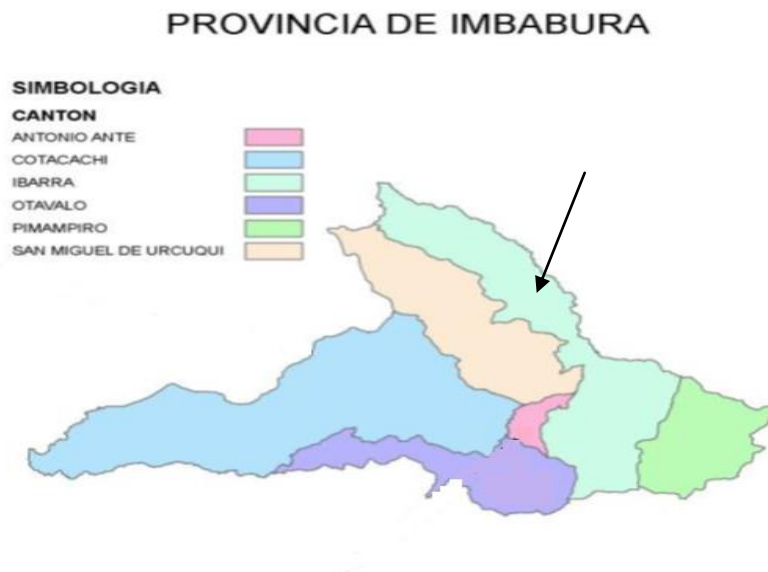 PROVINCIA DE IMBABURA
SIMBOLOGIA
CANTON
ANTONIO ANTE
COTACACHI
IBARRA
OTAVALO
PIMAMPIRO
SAN MIGUEL DE URCUQUI